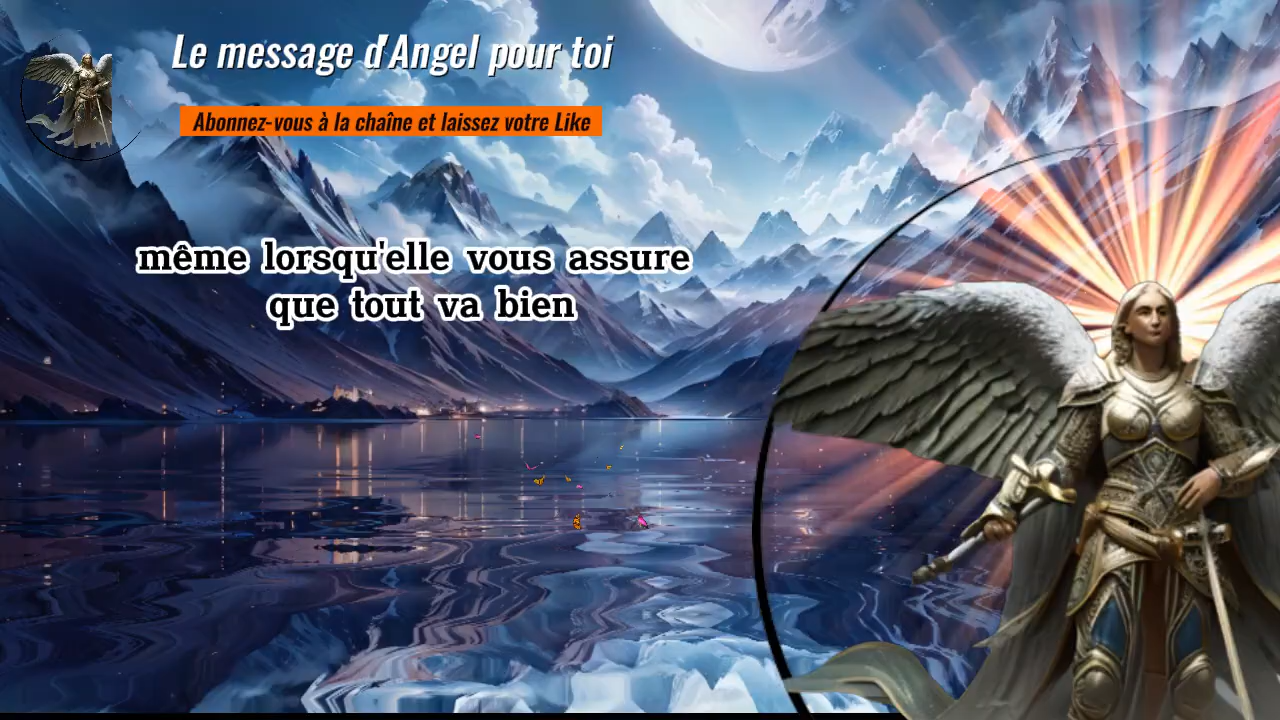 Le message d'Angel pour toi
Abonnez-vous à la chaîne et laissez votre Like
même lorsqu'elle vous assure
que tout va bien